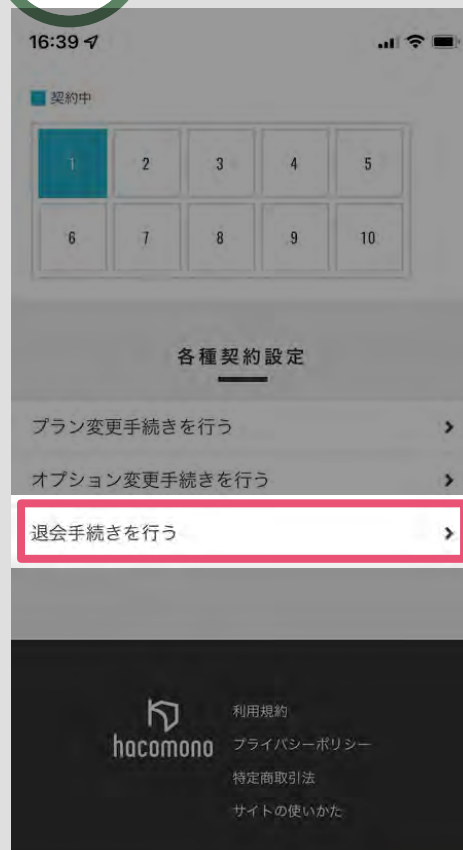 16:39
契約中
1 2 3 4 5
6 7 8 9 10
各種契約設定
プラン変更手続きを行う
オプション変更手続きを行う
退会手続きを行う
hacomono
利用規約
プライバシーポリシー
特定商取引法
サイトの使いかた